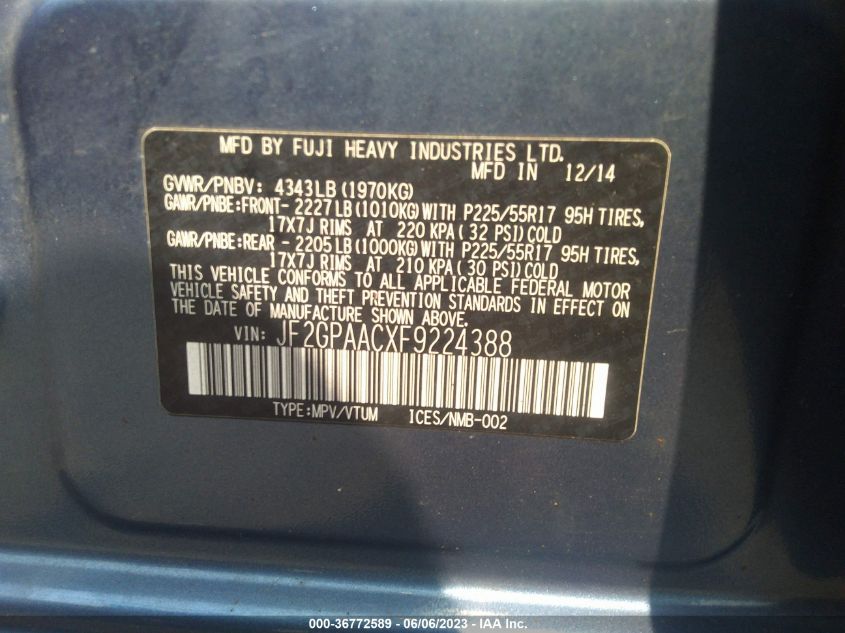 MFD BY FUJI HEAVY INDUSTRIES LTD.
MFD IN 12/14
GVWR/PNBV: 4343LB (1970KG)
GAWR/PNBE:FRONT- 2227LB (1010KG) WITH P225/55R17 95H TIRES,
17X7J RIMS AT 220 KPA ( 32 PSI) COLD
GAWR/PNBE:REAR - 2205LB (1000KG) WITH P225/55R17 95H TIRES,
17X7J RIMS AT 210 KPA ( 30 PSI) COLD
THIS VEHICLE CONFORMS TO ALL APPLICABLE FEDERAL MOTOR
VEHICLE SAFETY AND THEFT PREVENTION STANDARDS IN EFFECT ON
THE DATE OF MANUFACTURE SHOWN ABOVE.
VIN: JF2GPAACXF9224388
TYPE:MPV/VTUM ICES/NMB-002
000-36772589 - 06/06/2023 - © IAA Inc.